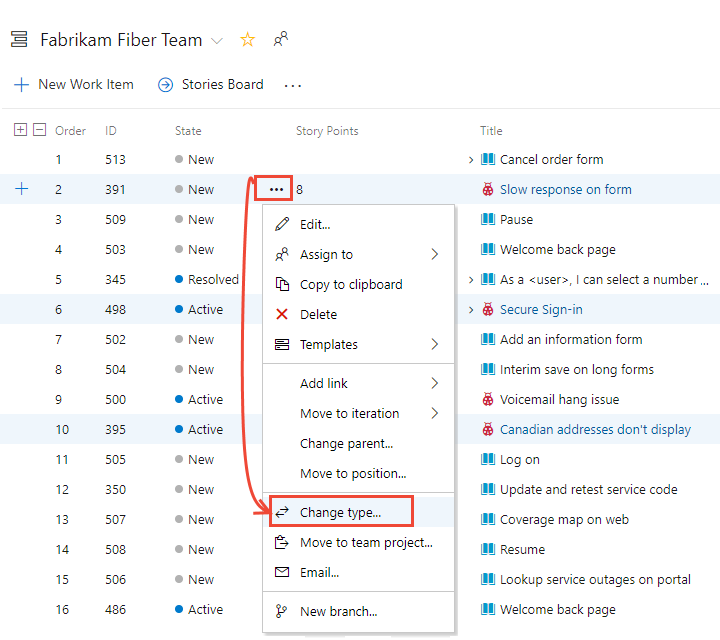 Fabrikam Fiber Team
New Work Item Stories Board ...
Order ID State Story Points Title
1 513 New Cancel order form
2 391 New ... 8 Slow response on form
3 509 New Pause
4 503 New Welcome back page
5 345 Resolved As a <user>, I can select a number ...
6 498 Active Secure Sign-in
7 502 New Add an information form
8 504 New Interim save on long forms
9 500 Active Voicemail hang issue
10 395 Active Canadian addresses don't display
11 505 New Log on
12 350 New Update and retest service code
13 507 New Coverage map on web
14 508 New Resume
15 506 New Lookup service outages on portal
16 486 Active Welcome back page
Edit...
Assign to
Copy to clipboard
Delete
Templates
Add link
Move to iteration
Change parent...
Move to position...
Change type...
Move to team project...
Email...
New branch...